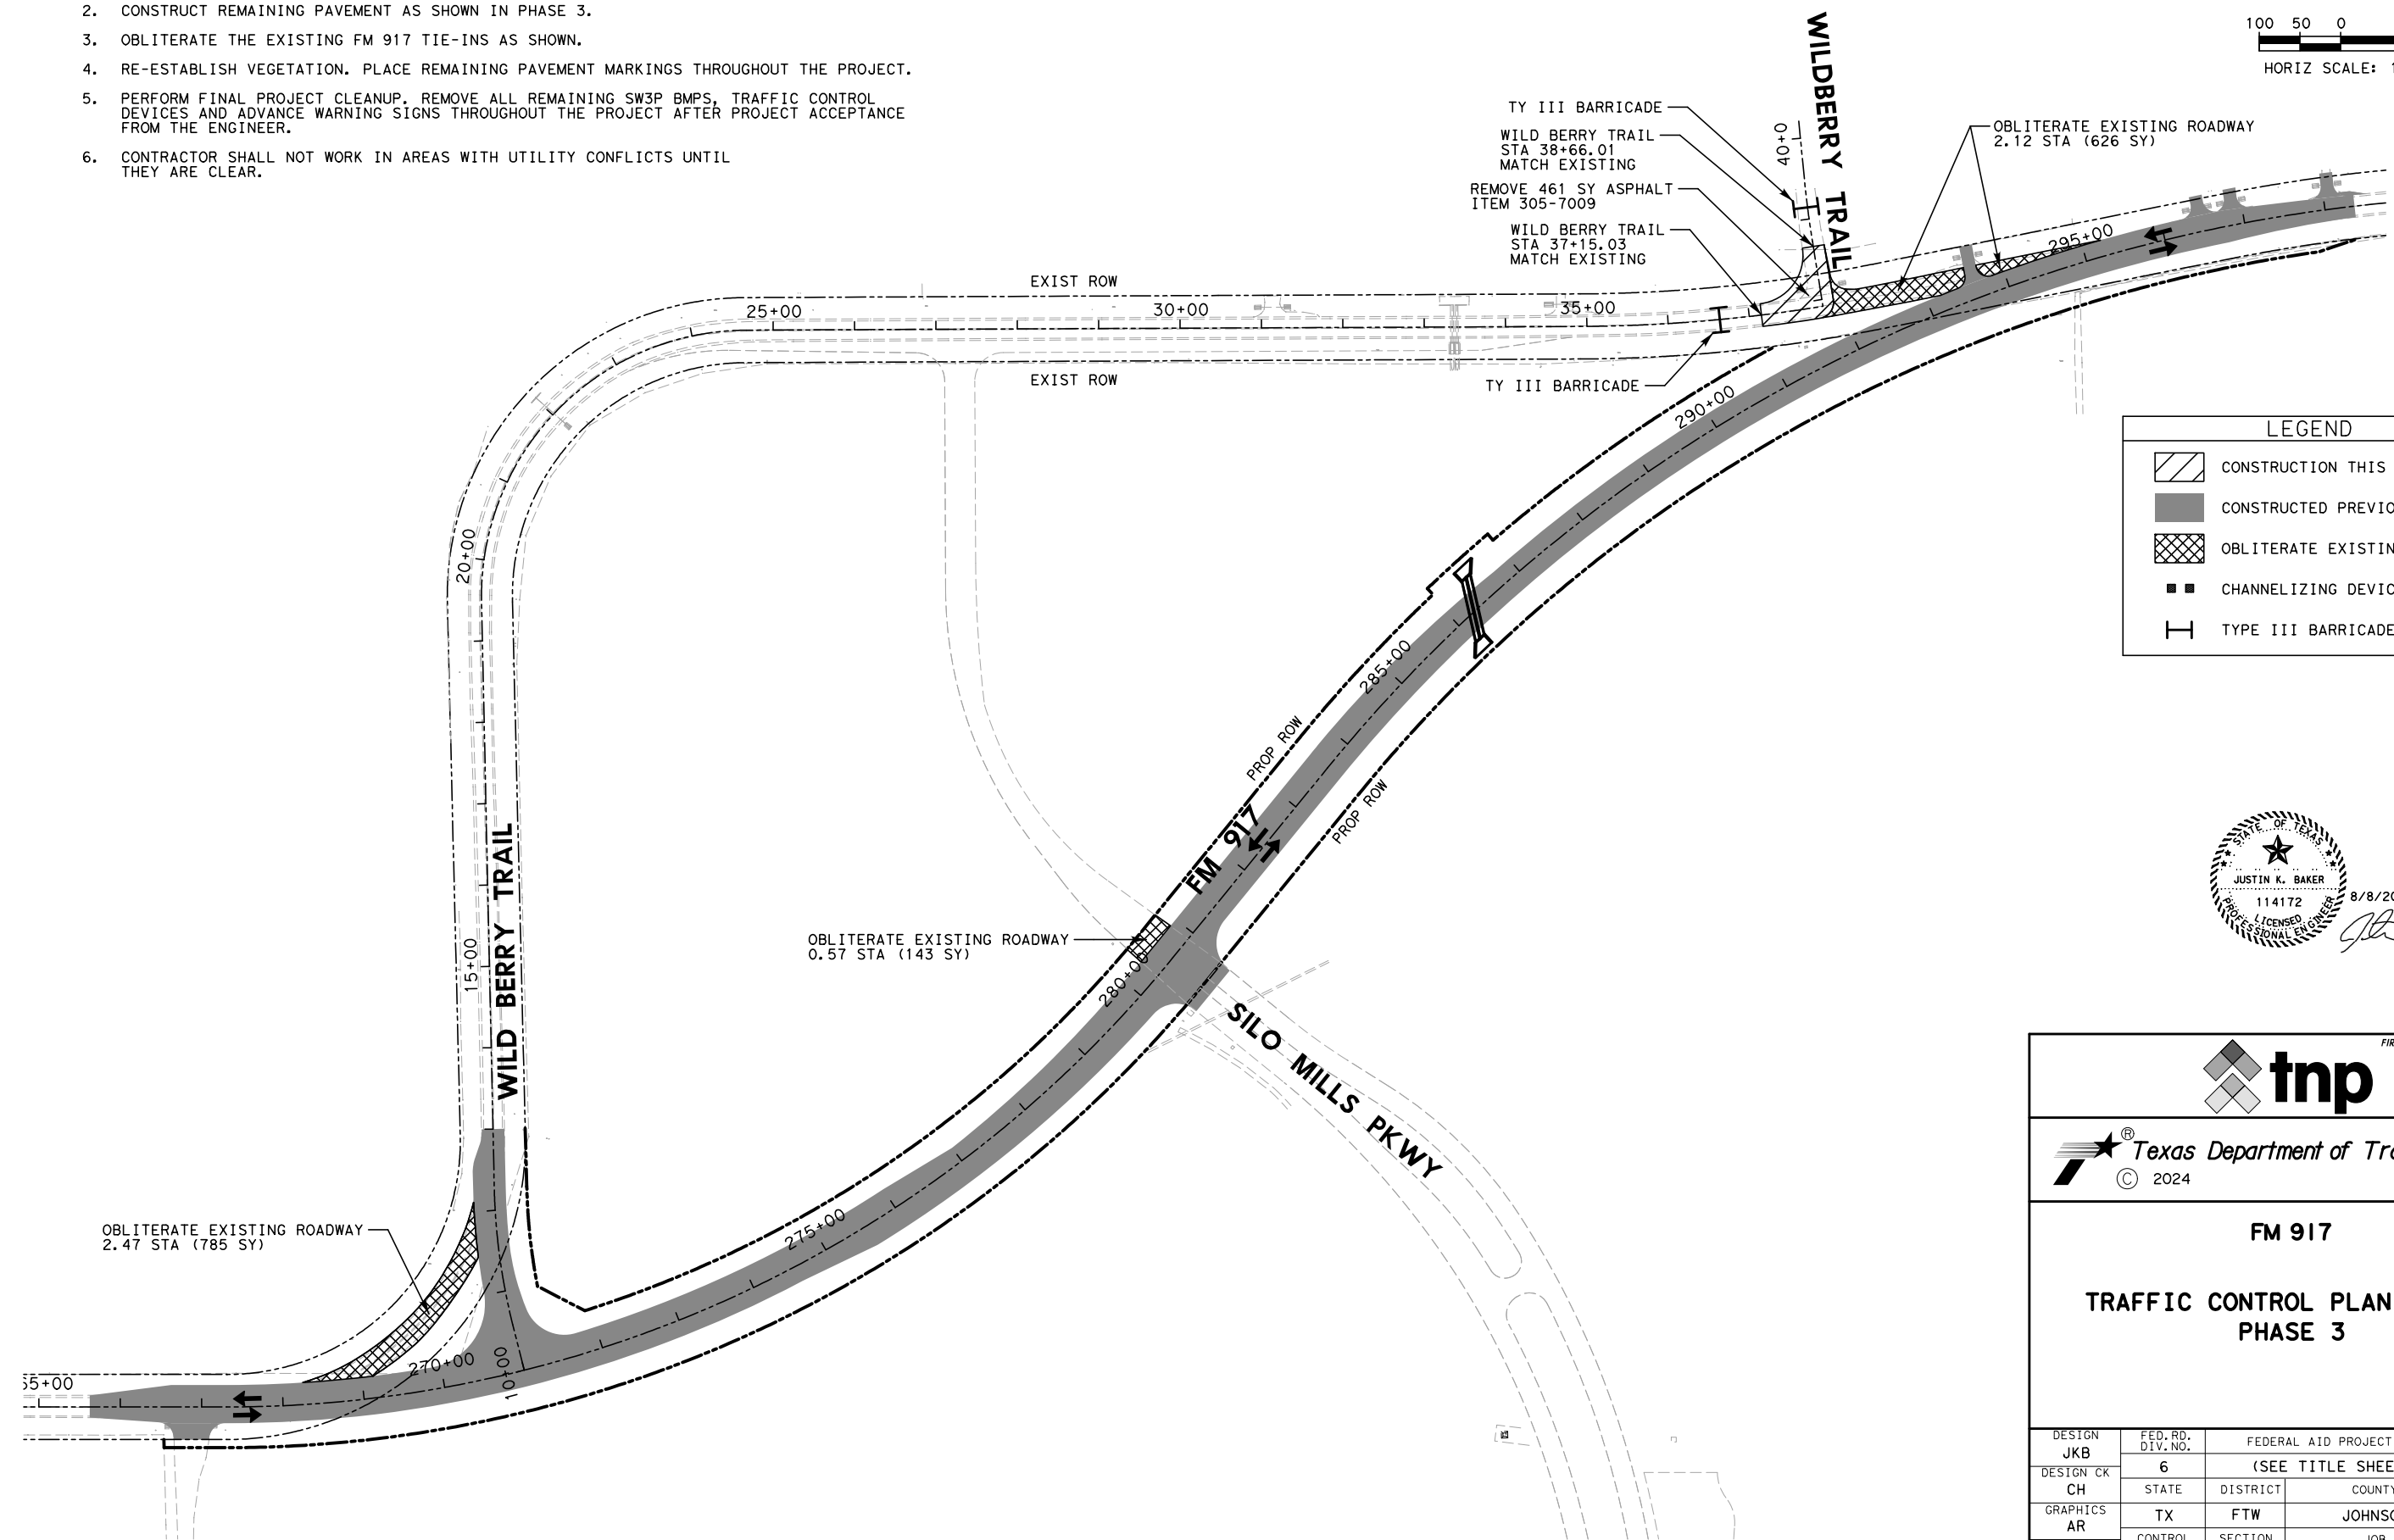 2. CONSTRUCT REMAINING PAVEMENT AS SHOWN IN PHASE 3.
3. OBLITERATE THE EXISTING FM 917 TIE-INS AS SHOWN.
4. RE-ESTABLISH VEGETATION. PLACE REMAINING PAVEMENT MARKINGS THROUGHOUT THE PROJECT.
5. PERFORM FINAL PROJECT CLEANUP. REMOVE ALL REMAINING SW3P BMPS, TRAFFIC CONTROL
DEVICES AND ADVANCE WARNING SIGNS THROUGHOUT THE PROJECT AFTER PROJECT ACCEPTANCE
FROM THE ENGINEER.
6. CONTRACTOR SHALL NOT WORK IN AREAS WITH UTILITY CONFLICTS UNTIL
THEY ARE CLEAR.
100 50 0
HORIZ SCALE: 1
WILDBERRY TRAIL
40+0
TY III BARRICADE
WILD BERRY TRAIL
STA 38+66.01
MATCH EXISTING
REMOVE 461 SY ASPHALT
ITEM 305-7009
WILD BERRY TRAIL
STA 37+15.03
MATCH EXISTING
OBLITERATE EXISTING ROADWAY
2.12 STA (626 SY)
295+00
EXIST ROW
25+00
30+00
35+00
EXIST ROW
TY III BARRICADE
290+00
LEGEND
CONSTRUCTION THIS
CONSTRUCTED PREVIO
OBLITERATE EXISTIN
CHANNELIZING DEVIC
TYPE III BARRICADE
20+00
285+00
PROP ROW
PROP ROW
FM 917
WILD BERRY TRAIL
15+00
OBLITERATE EXISTING ROADWAY
0.57 STA (143 SY)
280+00
SILO MILLS PKWY
STATE OF TEXAS
JUSTIN K. BAKER
114172
LICENSED
PROFESSIONAL ENGINEER
8/8/20
FIR
tnp
® Texas Department of Tra
© 2024
OBLITERATE EXISTING ROADWAY
2.47 STA (785 SY)
275+00
270+00
10+00
65+00
FM 917
TRAFFIC CONTROL PLAN
PHASE 3
DESIGN
JKB
FED.RD.
DIV.NO.
FEDERAL AID PROJECT
6
(SEE TITLE SHEE
DESIGN CK
CH
STATE
DISTRICT
COUNTY
GRAPHICS
AR
TX
FTW
JOHNSO
CONTROL
SECTION
JOB